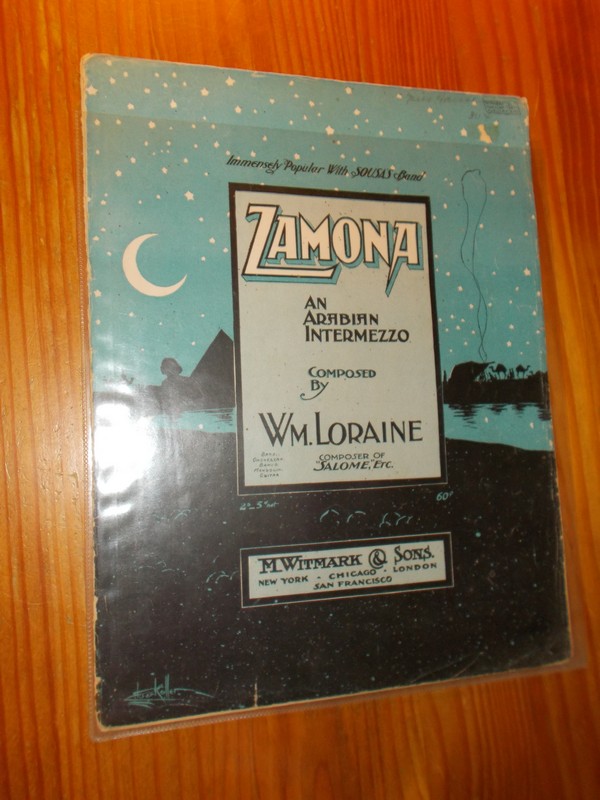 Immensely Popular With SOUSAS Band
ZAMONA
AN
ARABIAN
INTERMEZZO
COMPOSED
By
WM. LORAINE
COMPOSER OF
"SALOME," ETC.
60¢
M. WITMARK & SONS.
NEW YORK - CHICAGO - LONDON
SAN FRANCISCO